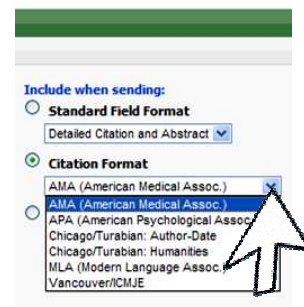 Include when sending:
Standard Field Format
Detailed Citation and Abstract
Citation Format
AMA (American Medical Assoc.)
AMA (American Medical Assoc.)
APA (American Psychological Assoc.
Chicago/Turabian: Author-Date
Chicago/Turabian: Humanities
MLA (Modern Language Assoc.)
Vancouver/ICMJE